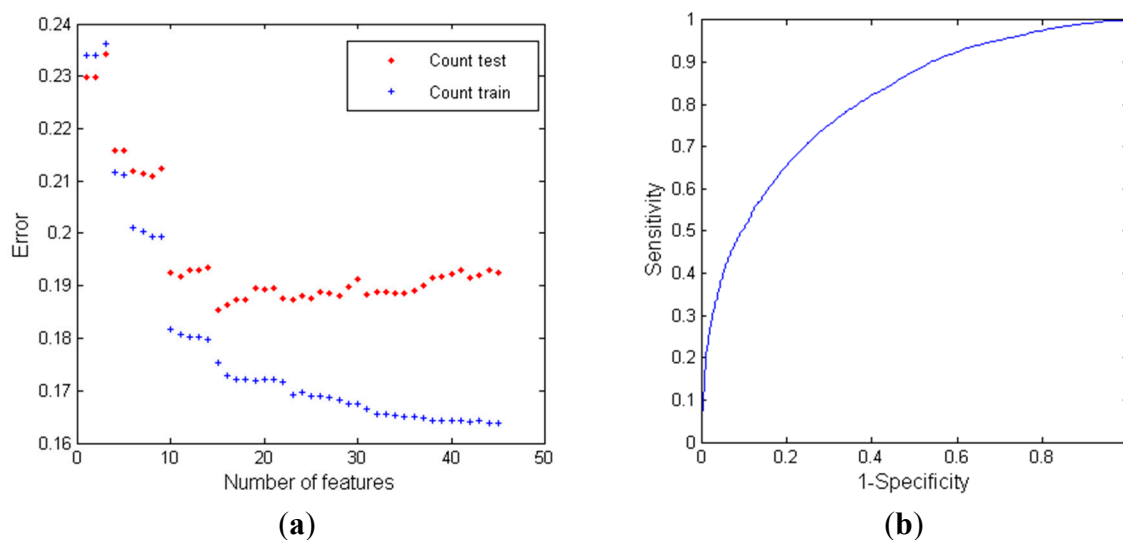 0.24
0.23
0.22
0.21
0.2
0.19
0.18
0.17
0.16
Error
0 10 20 30 40 50
Number of features
Count test
Count train
(a)
1
0.9
0.8
0.7
0.6
0.5
0.4
0.3
0.2
0.1
0
Sensitivity
0 0.2 0.4 0.6 0.8
1-Specificity
(b)